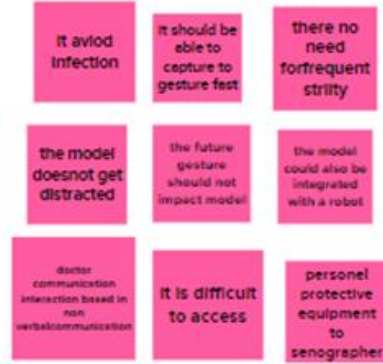 it aviod
infection
it should be
able to
capture to
gesture fast
there no
need
forfrequent
strility
the model
doesnot get
distracted
the future
gesture
should not
impact model
the model
could also be
integrated
with a robot
doctor
communication
interaction based in
non
verbalcommunication
it is difficult
to access
personel
protective
equipment
to
senographer